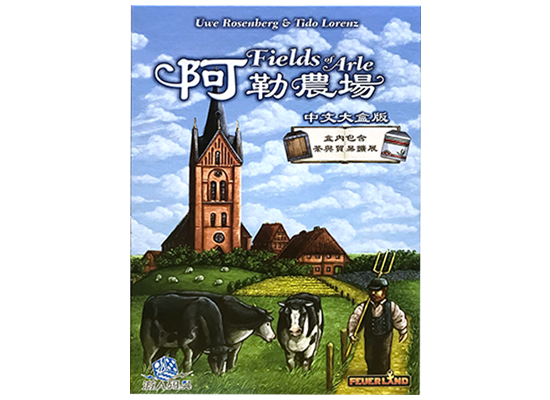 Uwe Rosenberg & Tido Lorenz
Fields of Arle
阿勒農場
中文大盒版
盒內包含
茶與貿易擴展
FEUERLAND